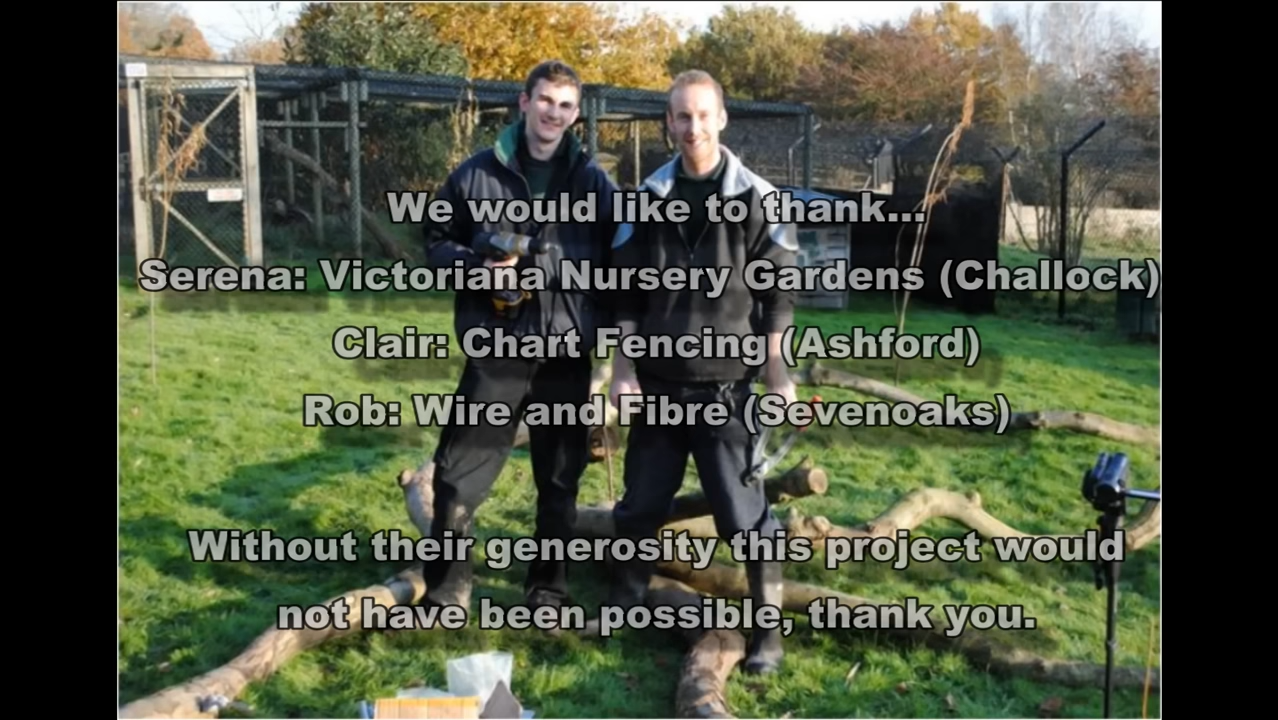 We would like to thank...
Serena: Victoriana Nursery Gardens (Challock)
Clair: Chart Fencing (Ashford)
Rob: Wire and Fibre (Sevenoaks)
Without their generosity this project would
not have been possible, thank you.